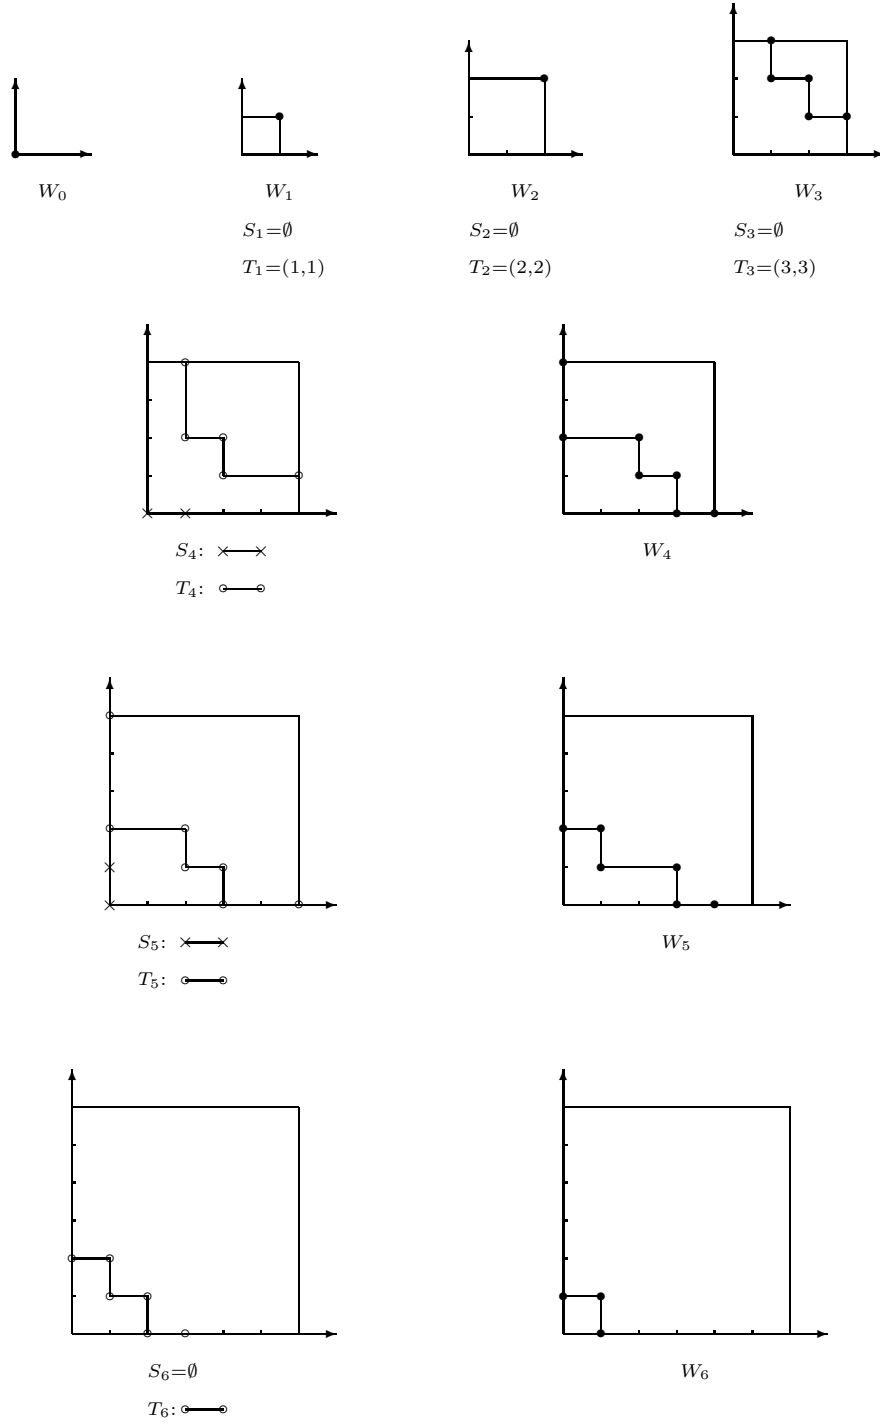 W₀ W₁ W₂ W₃
S₁=∅ S₂=∅ S₃=∅
T₁=(1,1) T₂=(2,2) T₃=(3,3)
S₄: W₄
T₄:
S₅: W₅
T₅:
S₆=∅ W₆
T₆: